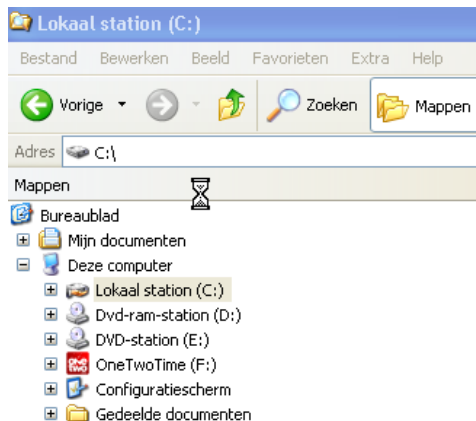 Lokaal station (C:)
Bestand Bewerken Beeld Favorieten Extra Help
Vorige Zoeken Mappen
Adres C:\
Mappen
Bureaublad
Mijn documenten
Deze computer
Lokaal station (C:)
Dvd-ram-station (D:)
DVD-station (E:)
OneTwoTime (F:)
Configuratiescherm
Gedeelde documenten